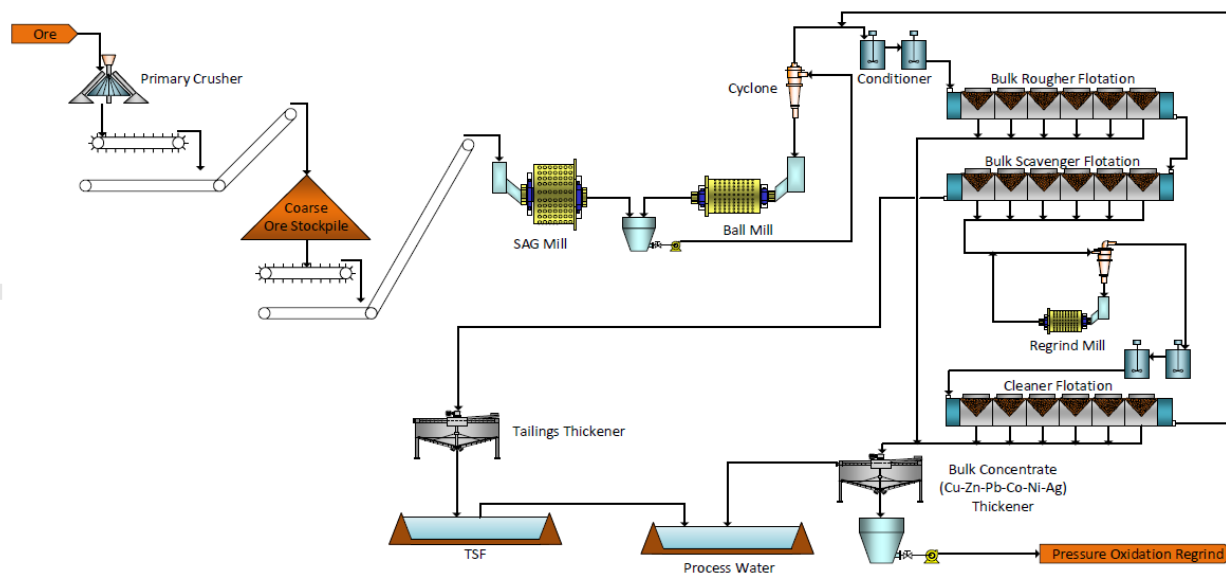 Ore
Primary Crusher
Coarse
Ore Stockpile
SAG Mill
Cyclone
Ball Mill
Conditioner
Bulk Rougher Flotation
Bulk Scavenger Flotation
Regrind Mill
Cleaner Flotation
Tailings Thickener
TSF
Process Water
Bulk Concentrate
(Cu-Zn-Pb-Co-Ni-Ag)
Thickener
Pressure Oxidation Regrind